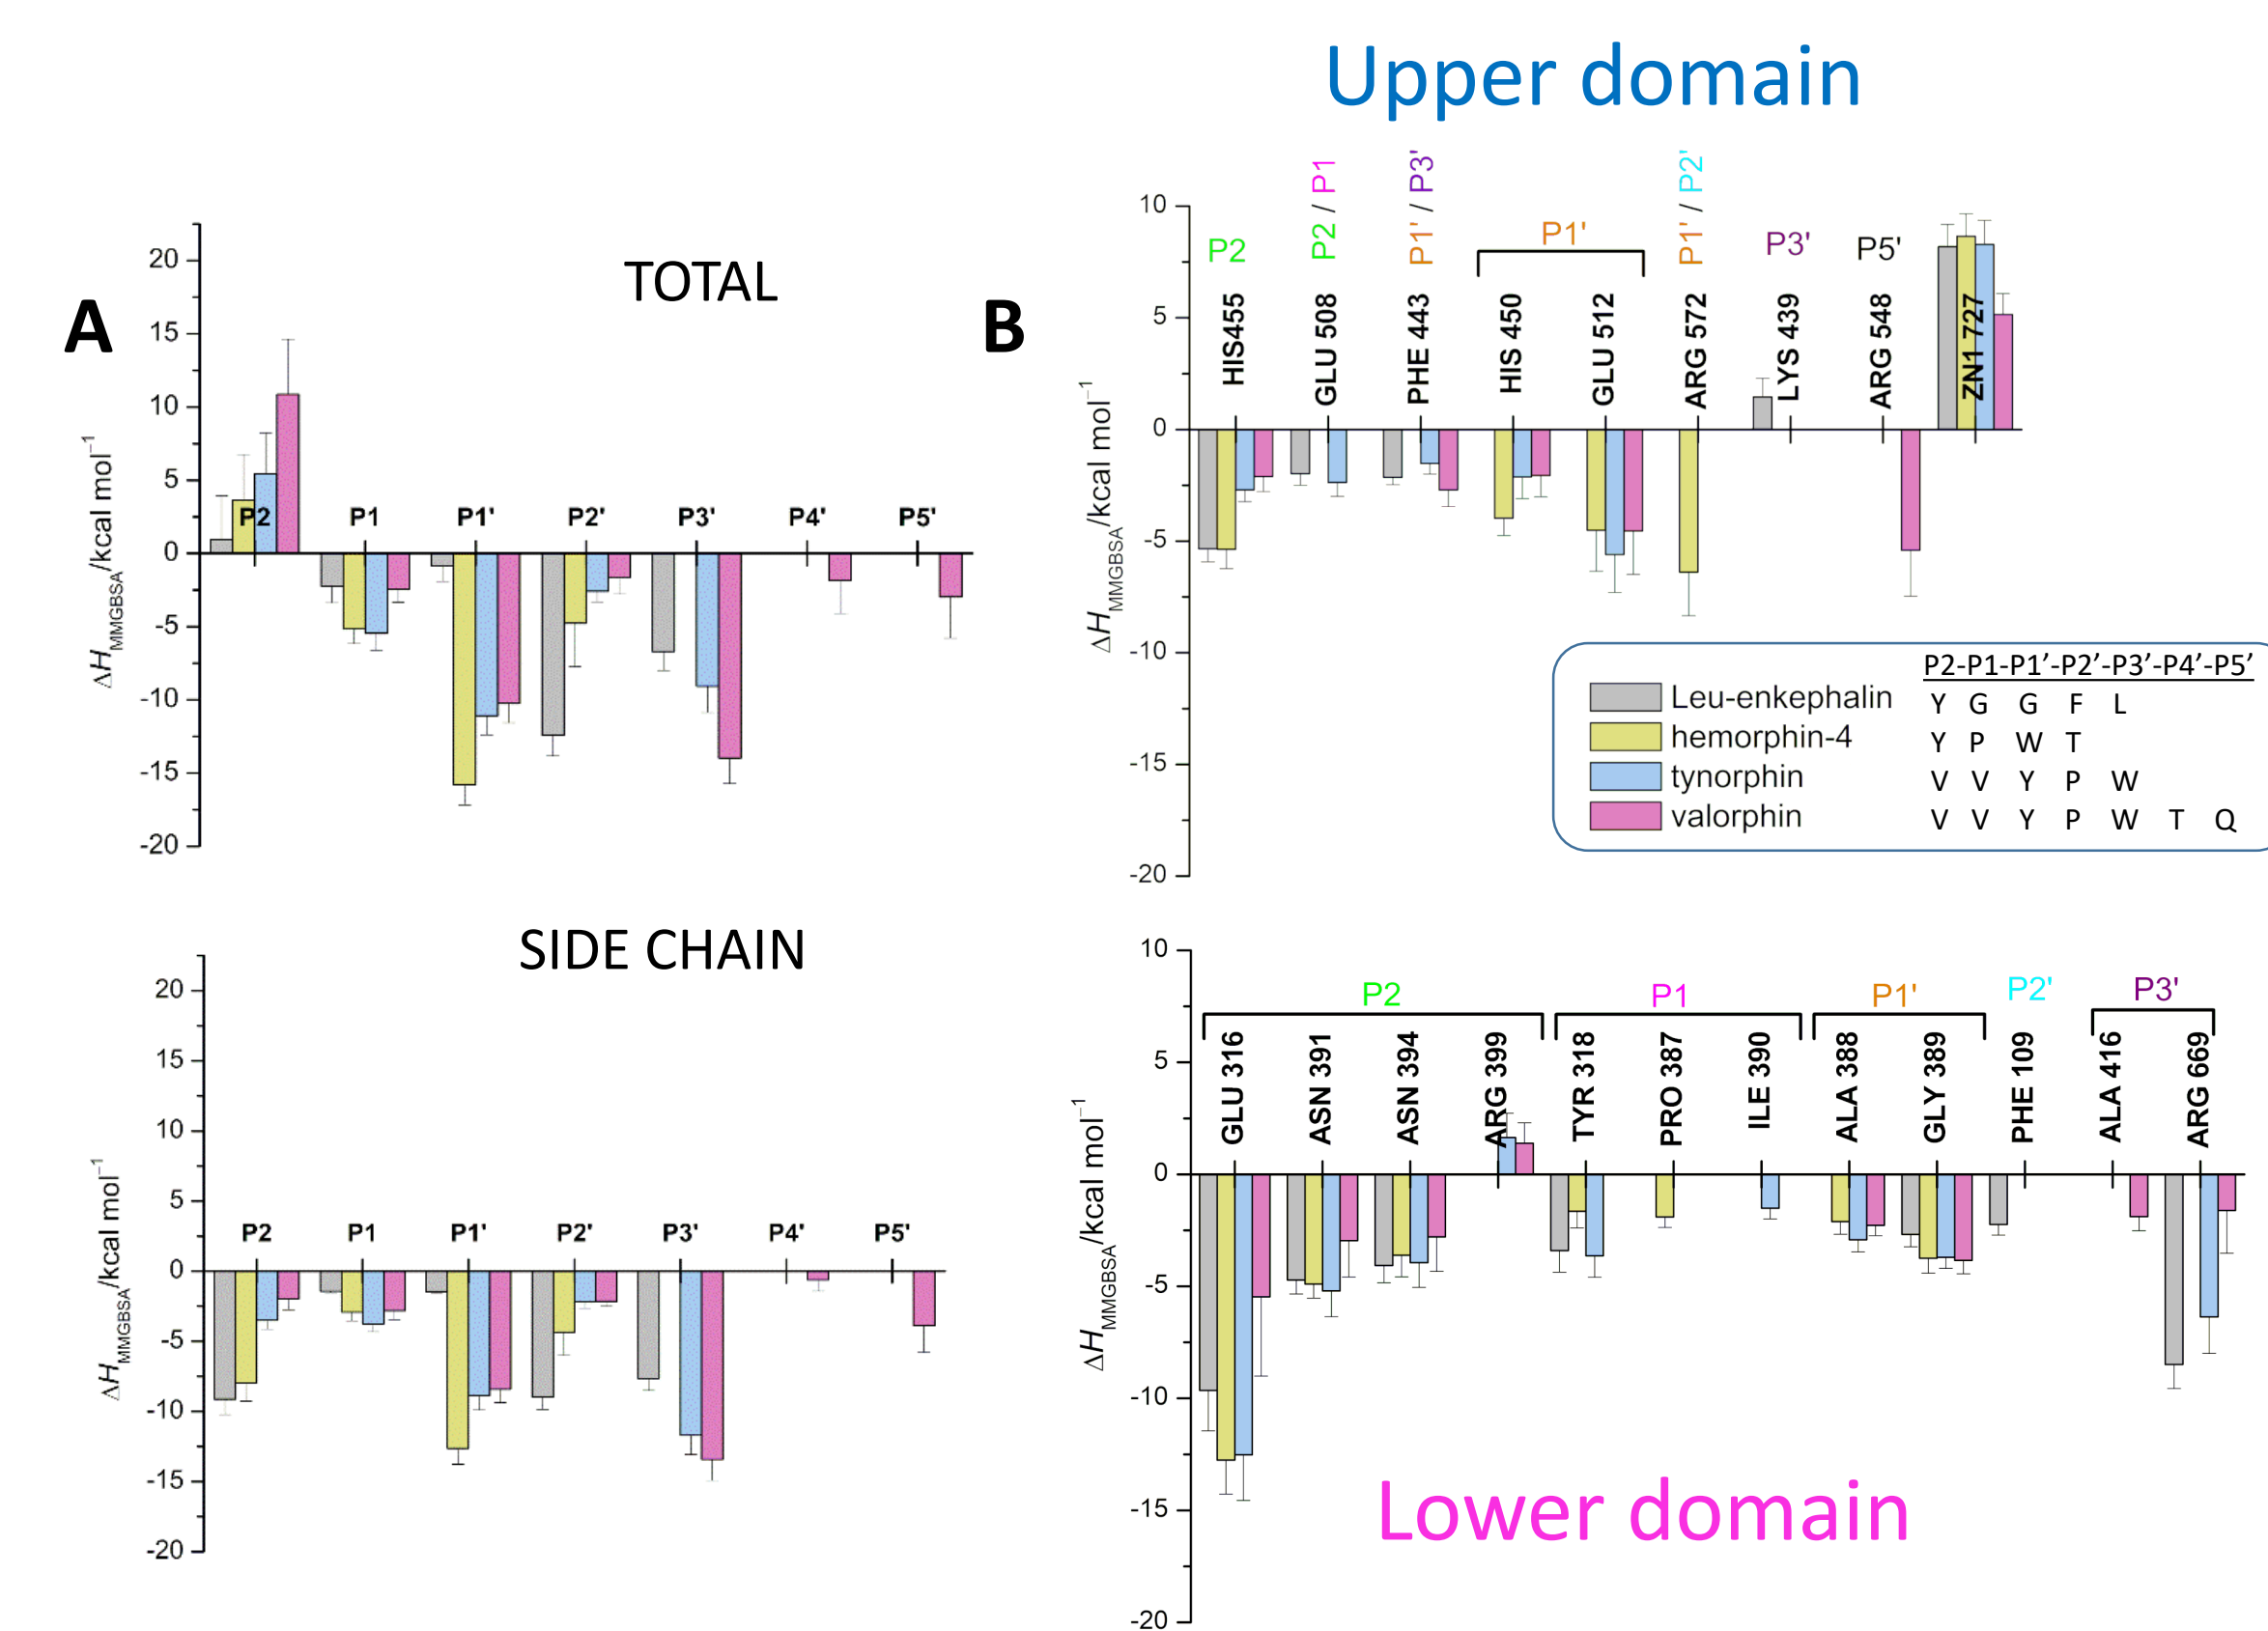 Upper domain
A
TOTAL
20
15
10
5
0
-5
-10
-15
-20
ΔH_MMGBSA/kcal mol⁻¹
P2 P1 P1' P2' P3' P4' P5'
SIDE CHAIN
20
15
10
5
0
-5
-10
-15
-20
ΔH_MMGBSA/kcal mol⁻¹
P2 P1 P1' P2' P3' P4' P5'
B
10
5
0
-5
-10
-15
-20
ΔH_MMGBSA/kcal mol⁻¹
P2
P2 / P1
P1' / P3'
P1'
P1' / P2'
P3'
P5'
HIS455
GLU 508
PHE 443
HIS 450
GLU 512
ARG 572
LYS 439
ARG 548
ZN1 727
P2-P1-P1’-P2’-P3’-P4’-P5’
Leu-enkephalin Y G G F L
hemorphin-4 Y P W T
tynorphin V V Y P W
valorphin V V Y P W T Q
10
5
0
-5
-10
-15
-20
ΔH_MMGBSA/kcal mol⁻¹
P2
P1
P1'
P2'
P3'
GLU 316
ASN 391
ASN 394
ARG 399
TYR 318
PRO 387
ILE 390
ALA 388
GLY 389
PHE 109
ALA 416
ARG 669
Lower domain